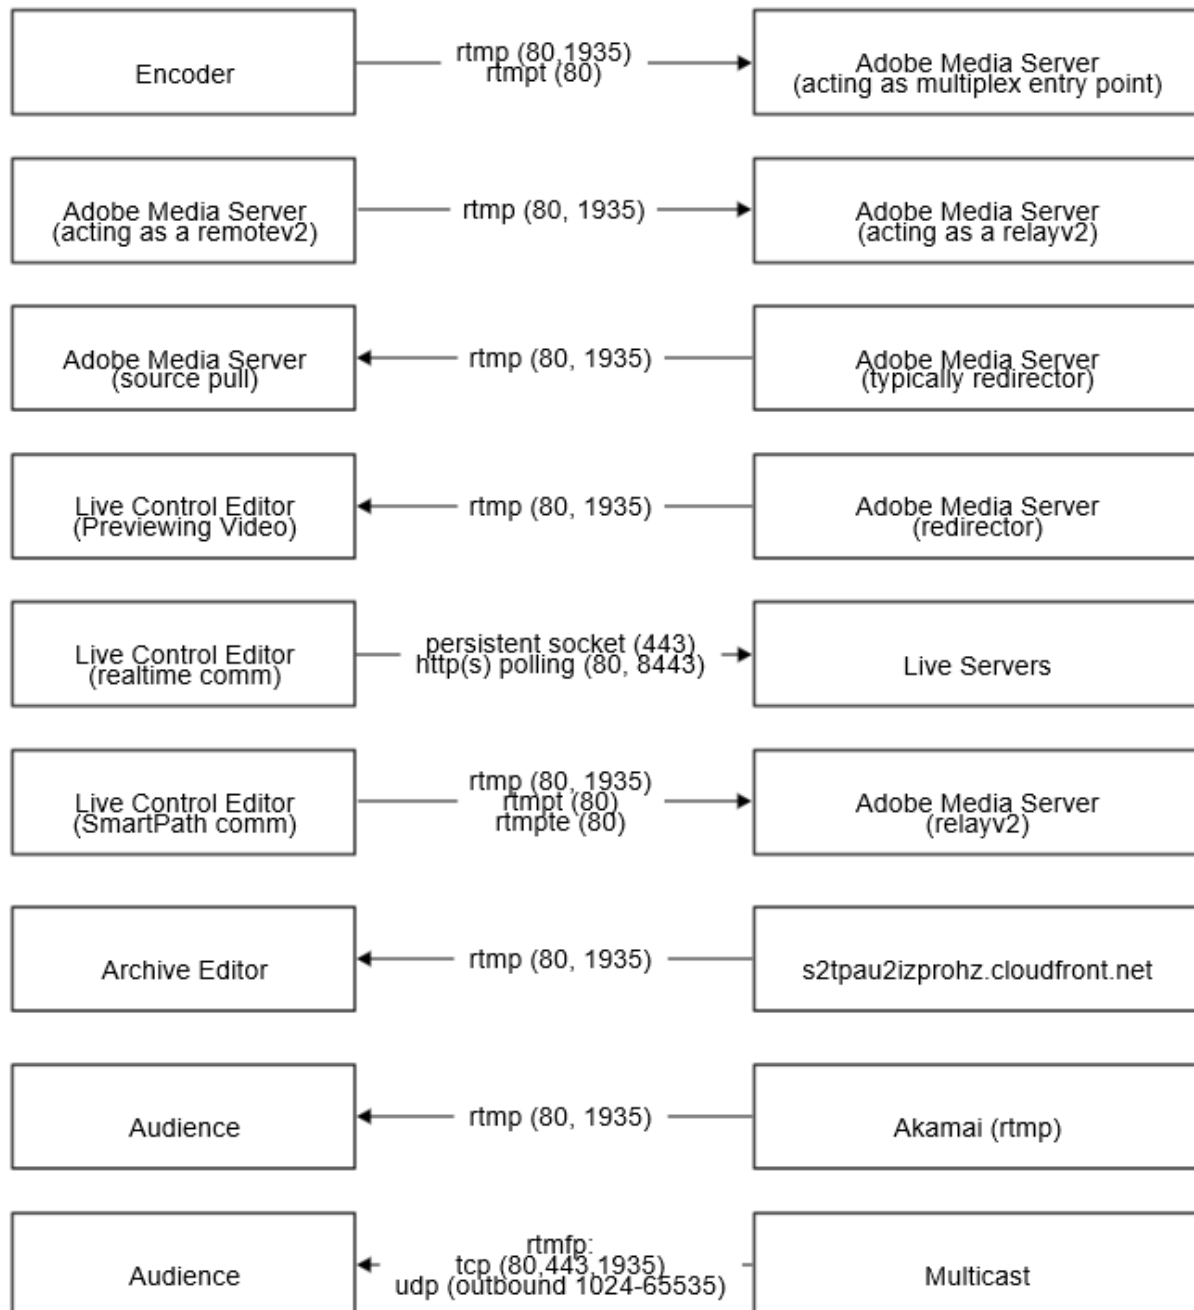 Encoder
rtmp (80,1935)
rtmpt (80)
Adobe Media Server
(acting as multiplex entry point)
Adobe Media Server
(acting as a remotev2)
rtmp (80, 1935)
Adobe Media Server
(acting as a relayv2)
Adobe Media Server
(source pull)
rtmp (80, 1935)
Adobe Media Server
(typically redirector)
Live Control Editor
(Previewing Video)
rtmp (80, 1935)
Adobe Media Server
(redirector)
Live Control Editor
(realtime comm)
persistent socket (443)
http(s) polling (80, 8443)
Live Servers
Live Control Editor
(SmartPath comm)
rtmp (80, 1935)
rtmpt (80)
rtmpte (80)
Adobe Media Server
(relayv2)
Archive Editor
rtmp (80, 1935)
s2tpau2izprohz.cloudfront.net
Audience
rtmp (80, 1935)
Akamai (rtmp)
Audience
rtmfp:
tcp (80,443,1935)
udp (outbound 1024-65535)
Multicast